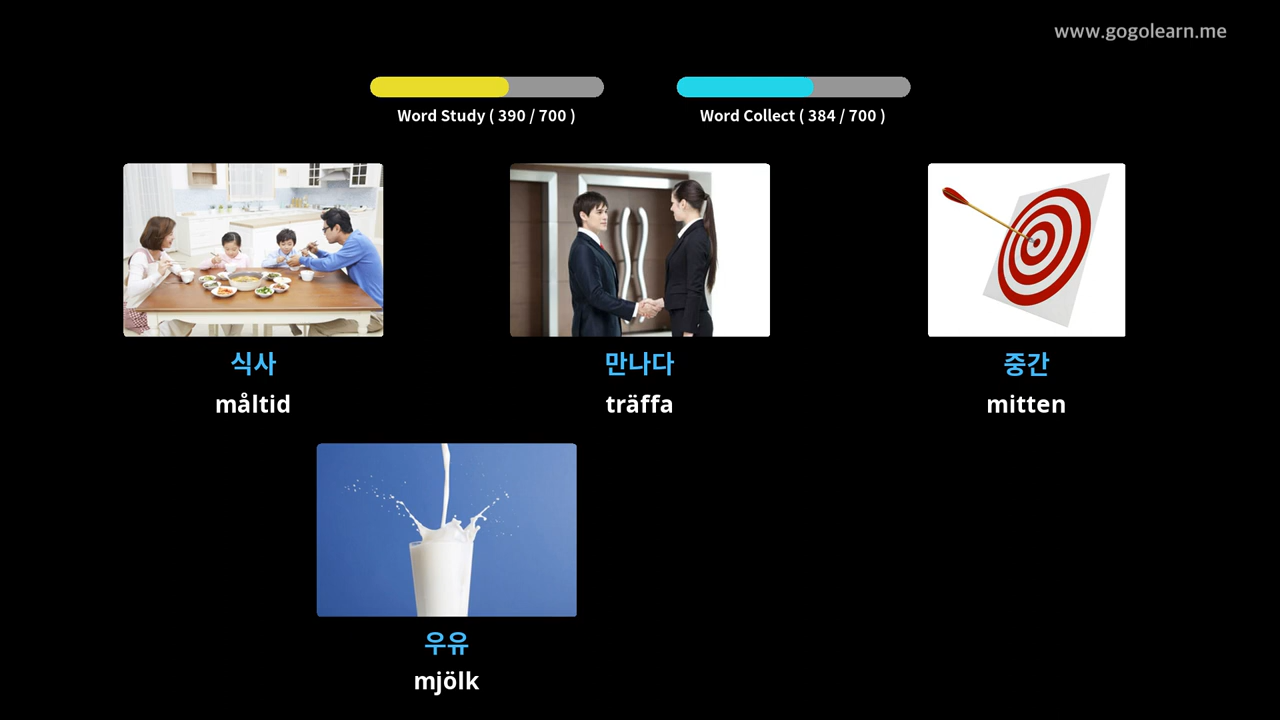 www.gogolearn.me
Word Study ( 390 / 700 )
Word Collect ( 384 / 700 )
식사
måltid
만나다
träffa
중간
mitten
우유
mjölk